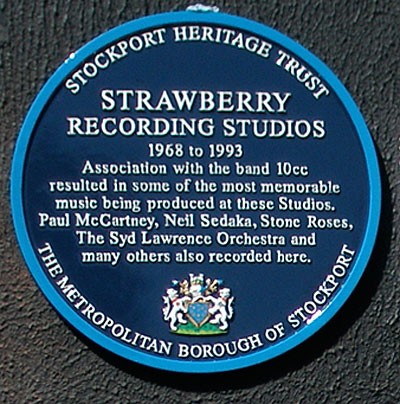 STOCKPORT HERITAGE TRUST
STRAWBERRY
RECORDING STUDIOS
1968 to 1993
Association with the band 10cc
resulted in some of the most memorable
music being produced at these Studios.
Paul McCartney, Neil Sedaka, Stone Roses,
The Syd Lawrence Orchestra and
many others also recorded here.
THE METROPOLITAN BOROUGH OF STOCKPORT